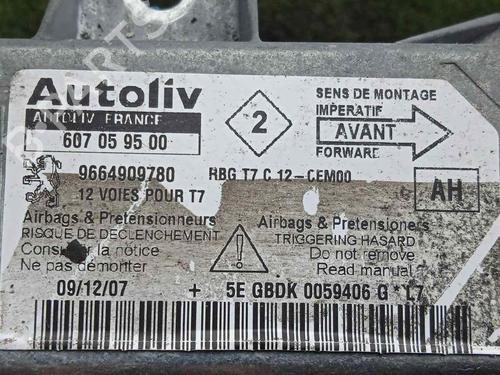 Autoliv
AUTOLIV FRANCE
607 05 95 00
2
SENS DE MONTAGE
IMPERATIF
AVANT
FORWARE
9664909780
RBG T7 C 12-CEM00
12 VOIES POUR T7
AH
Airbags & Pretensionneurs
RISQUE DE DECLENCHEMENT
Consulter la notice
Ne pas démonter
Airbags & Pretensioners
TRIGGERING HASARD
Do not remove
Read manual
09/12/07 + 5E GBDK 0059406 G * L7